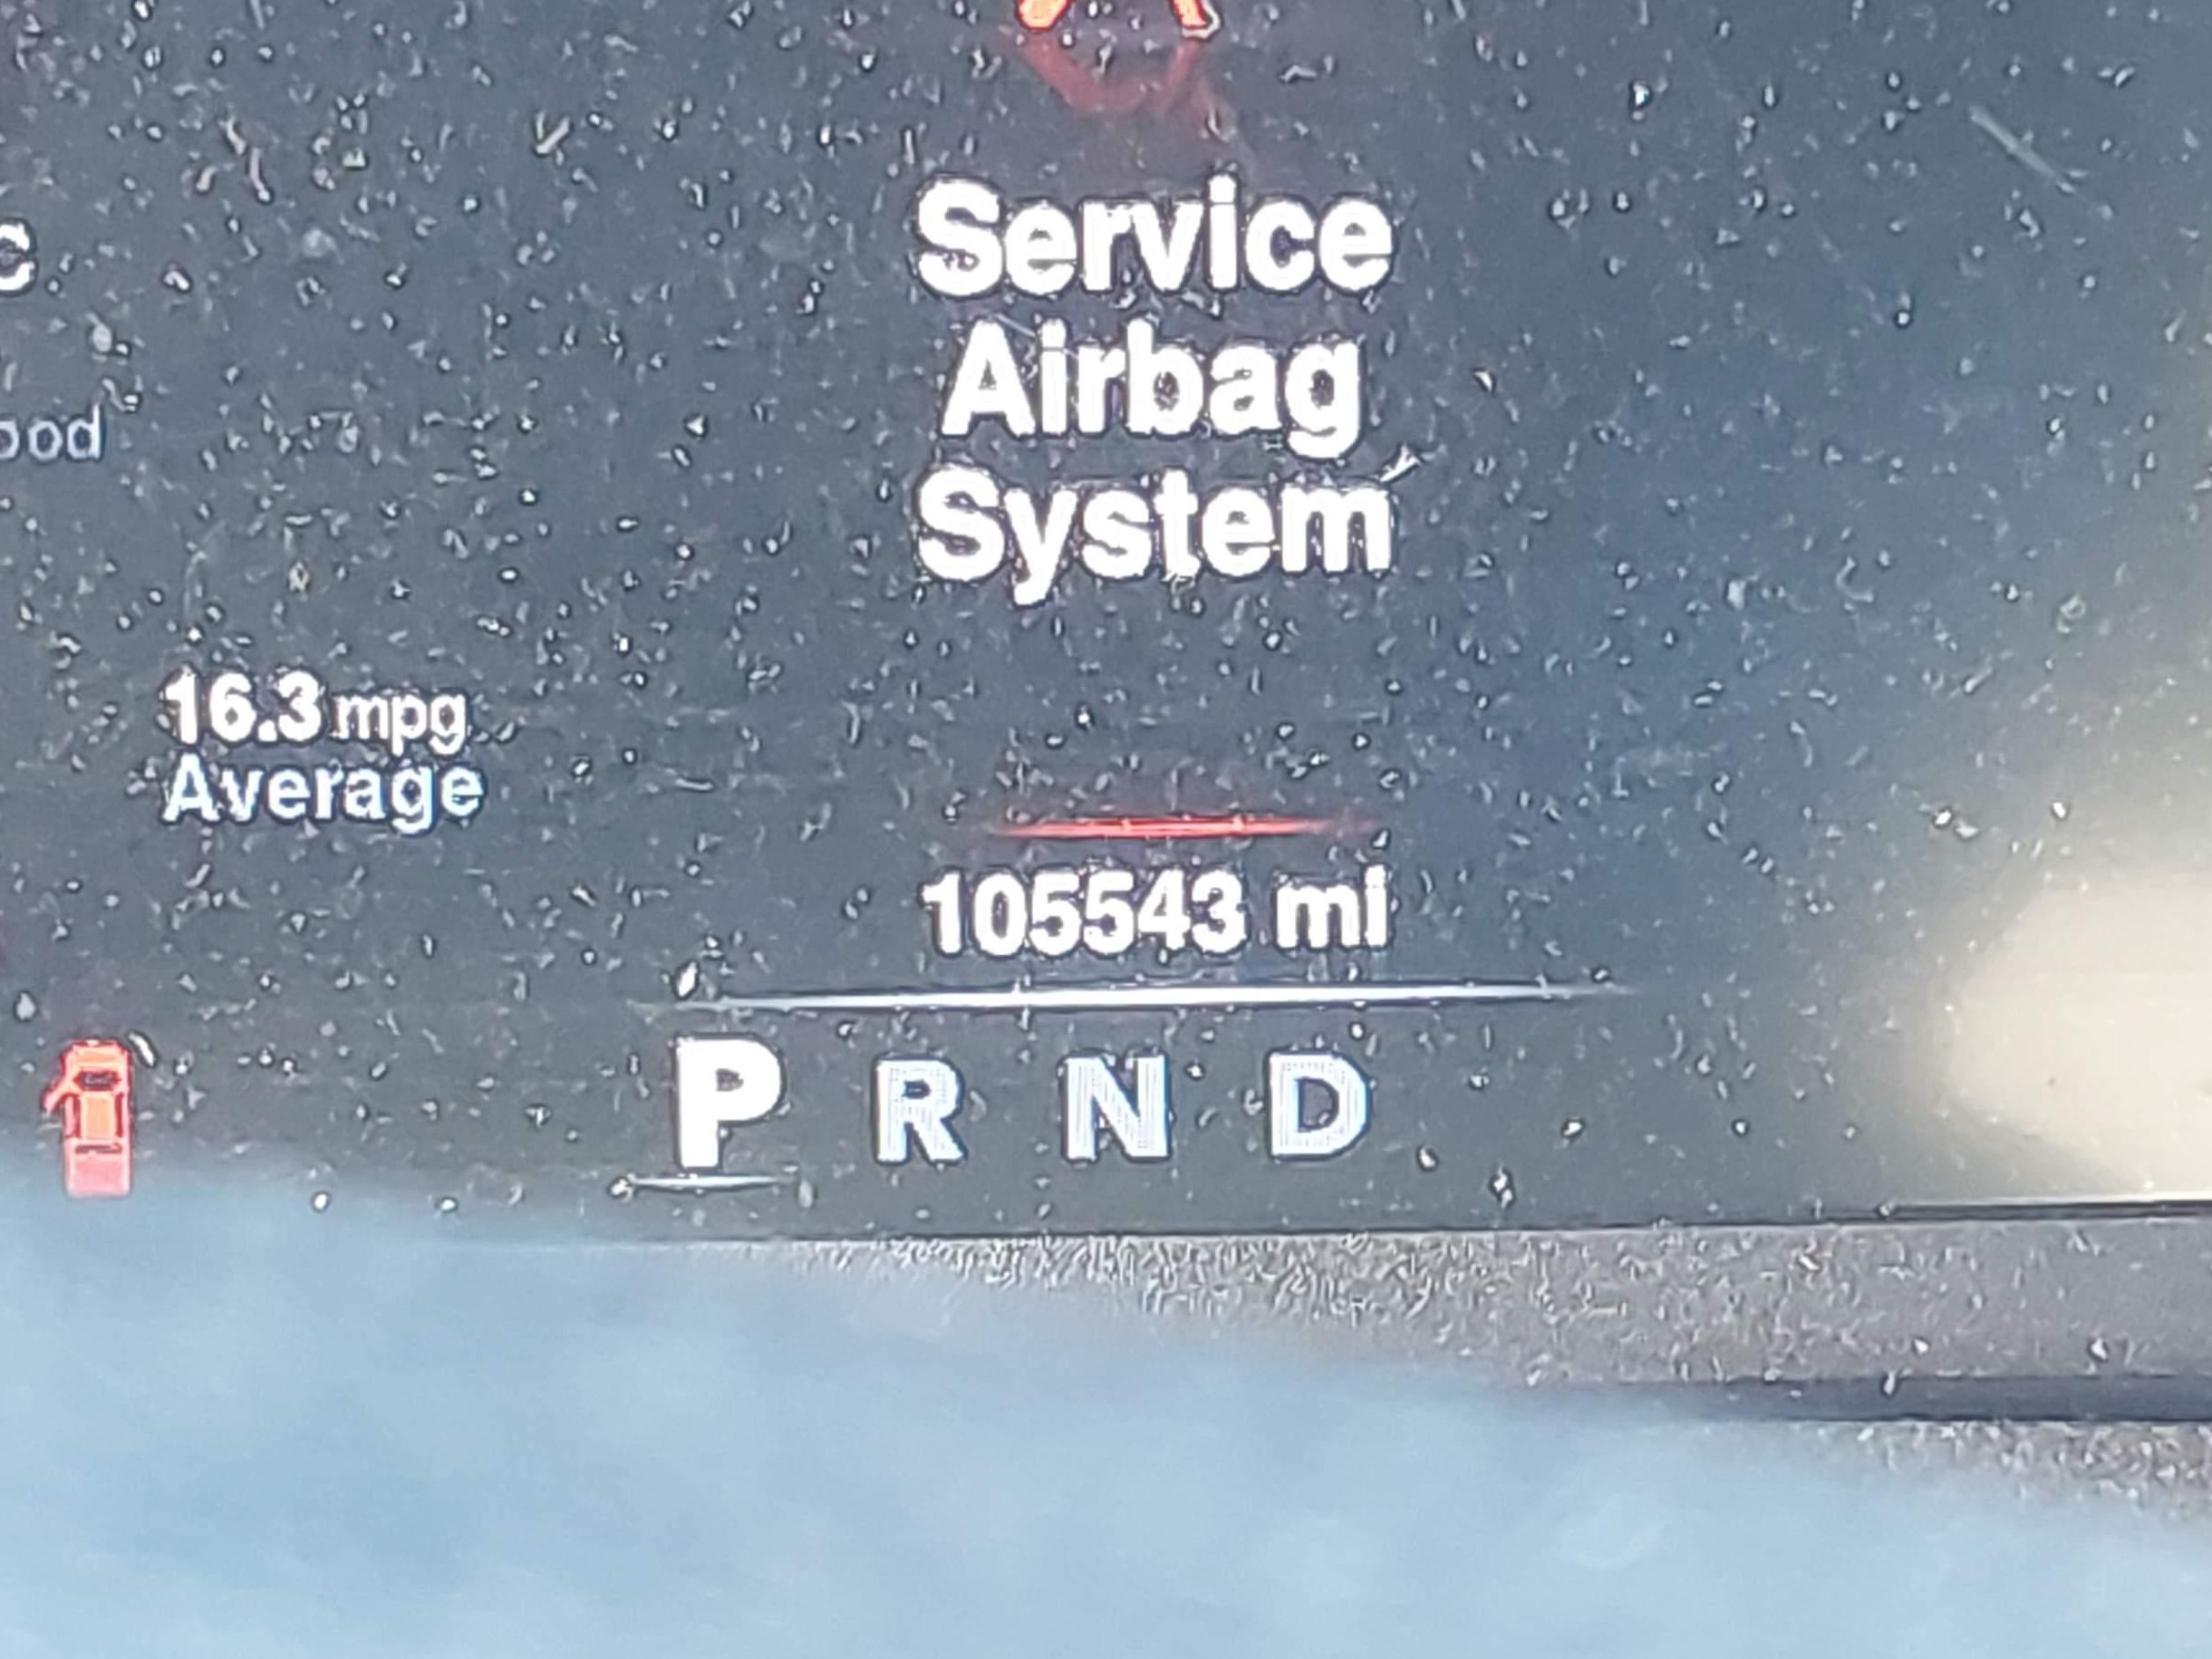 Service
Airbag
System
16.3 mpg
Average
105543 mi
P R N D